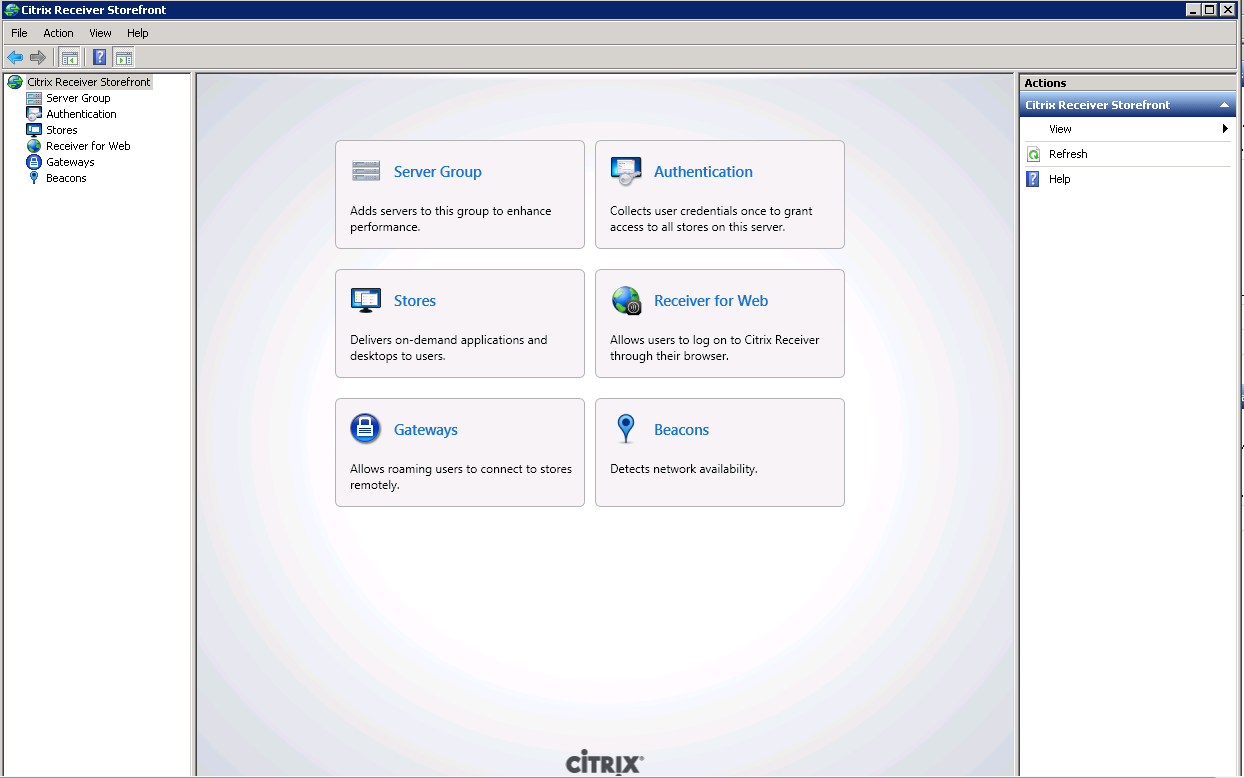 Citrix Receiver Storefront
File Action View Help
Citrix Receiver Storefront
Server Group
Authentication
Stores
Receiver for Web
Gateways
Beacons
Server Group
Adds servers to this group to enhance
performance.
Authentication
Collects user credentials once to grant
access to all stores on this server.
Stores
Delivers on-demand applications and
desktops to users.
Receiver for Web
Allows users to log on to Citrix Receiver
through their browser.
Gateways
Allows roaming users to connect to stores
remotely.
Beacons
Detects network availability.
CITRIX®
Actions
Citrix Receiver Storefront
View
Refresh
Help